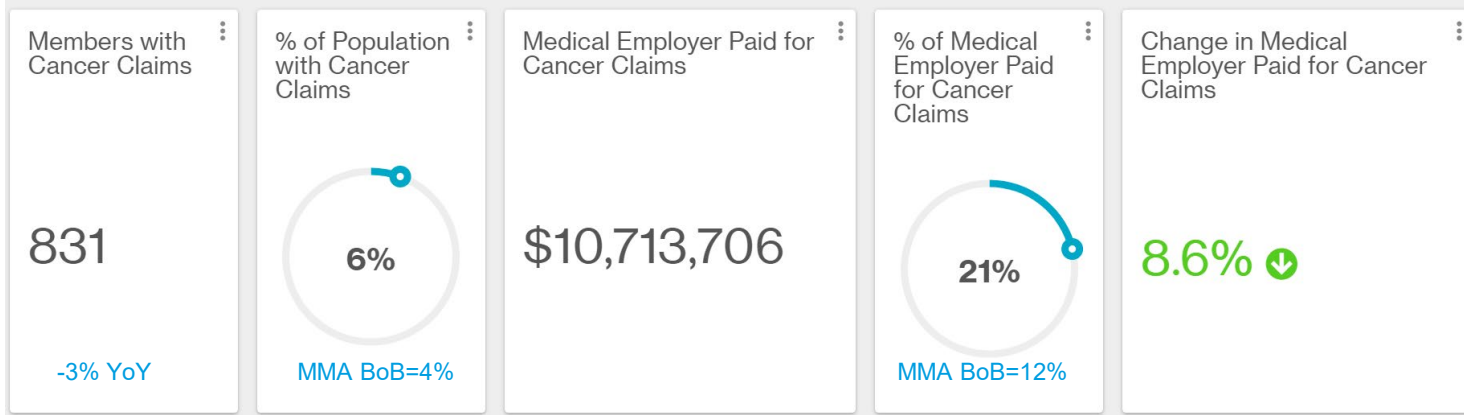 Members with
Cancer Claims
831
-3% YoY
% of Population
with Cancer
Claims
6%
MMA BoB=4%
Medical Employer Paid for
Cancer Claims
$10,713,706
% of Medical
Employer Paid
for Cancer
Claims
21%
MMA BoB=12%
Change in Medical
Employer Paid for Cancer
Claims
8.6%